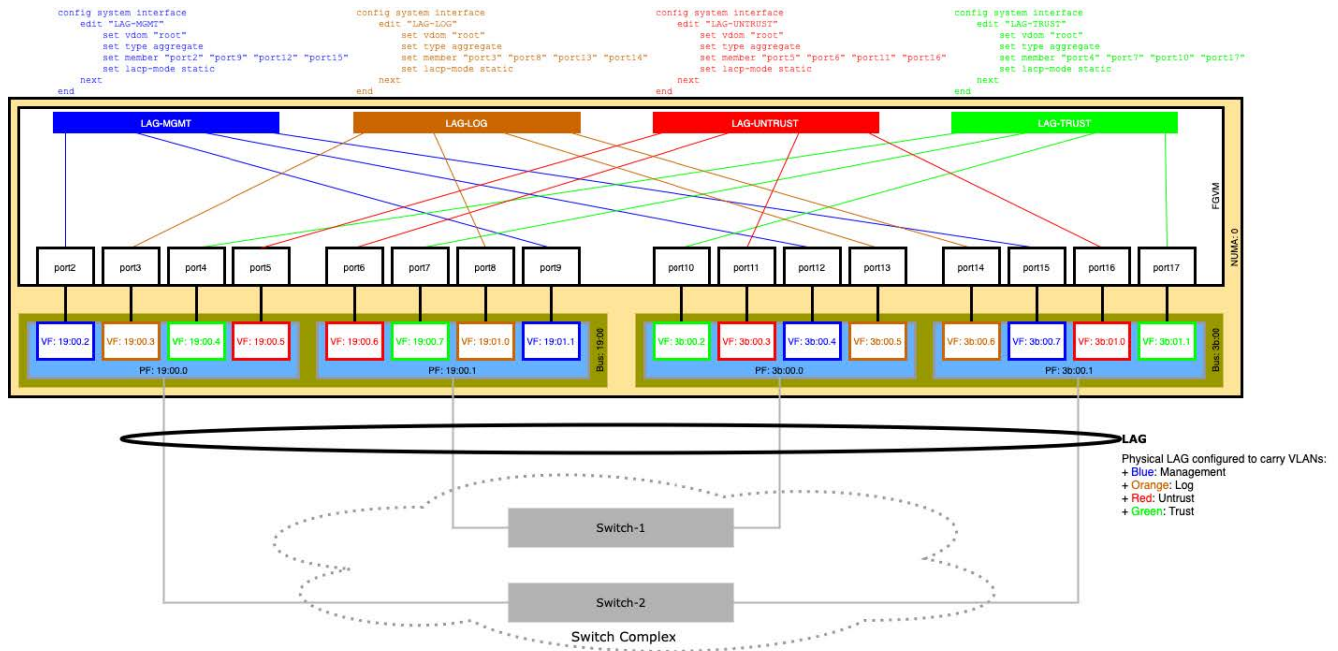 config system interface
edit "LAG-MGMT"
set vdom "root"
set type aggregate
set member "port2" "port9" "port12" "port15"
set lacp-mode static
next
end
config system interface
edit "LAG-LOG"
set vdom "root"
set type aggregate
set member "port3" "port8" "port13" "port14"
set lacp-mode static
next
end
config system interface
edit "LAG-UNTRUST"
set vdom "root"
set type aggregate
set member "port5" "port6" "port11" "port16"
set lacp-mode static
next
end
config system interface
edit "LAG-TRUST"
set vdom "root"
set type aggregate
set member "port4" "port7" "port10" "port17"
set lacp-mode static
next
end
LAG-MGMT
LAG-LOG
LAG-UNTRUST
LAG-TRUST
FGVM
NUMA: 0
port2
port3
port4
port5
port6
port7
port8
port9
port10
port11
port12
port13
port14
port15
port16
port17
VF: 19:00.2
VF: 19:00.3
VF: 19:00.4
VF: 19:00.5
VF: 19:00.6
VF: 19:00.7
VF: 19:01.0
VF: 19:01.1
Bus: 19:00
VF: 3b:00.2
VF: 3b:00.3
VF: 3b:00.4
VF: 3b:00.5
VF: 3b:00.6
VF: 3b:00.7
VF: 3b:01.0
VF: 3b:01.1
Bus: 3b:00
PF: 19:00.0
PF: 19:00.1
PF: 3b:00.0
PF: 3b:00.1
LAG
Physical LAG configured to carry VLANs:
+ Blue: Management
+ Orange: Log
+ Red: Untrust
+ Green: Trust
Switch-1
Switch-2
Switch Complex